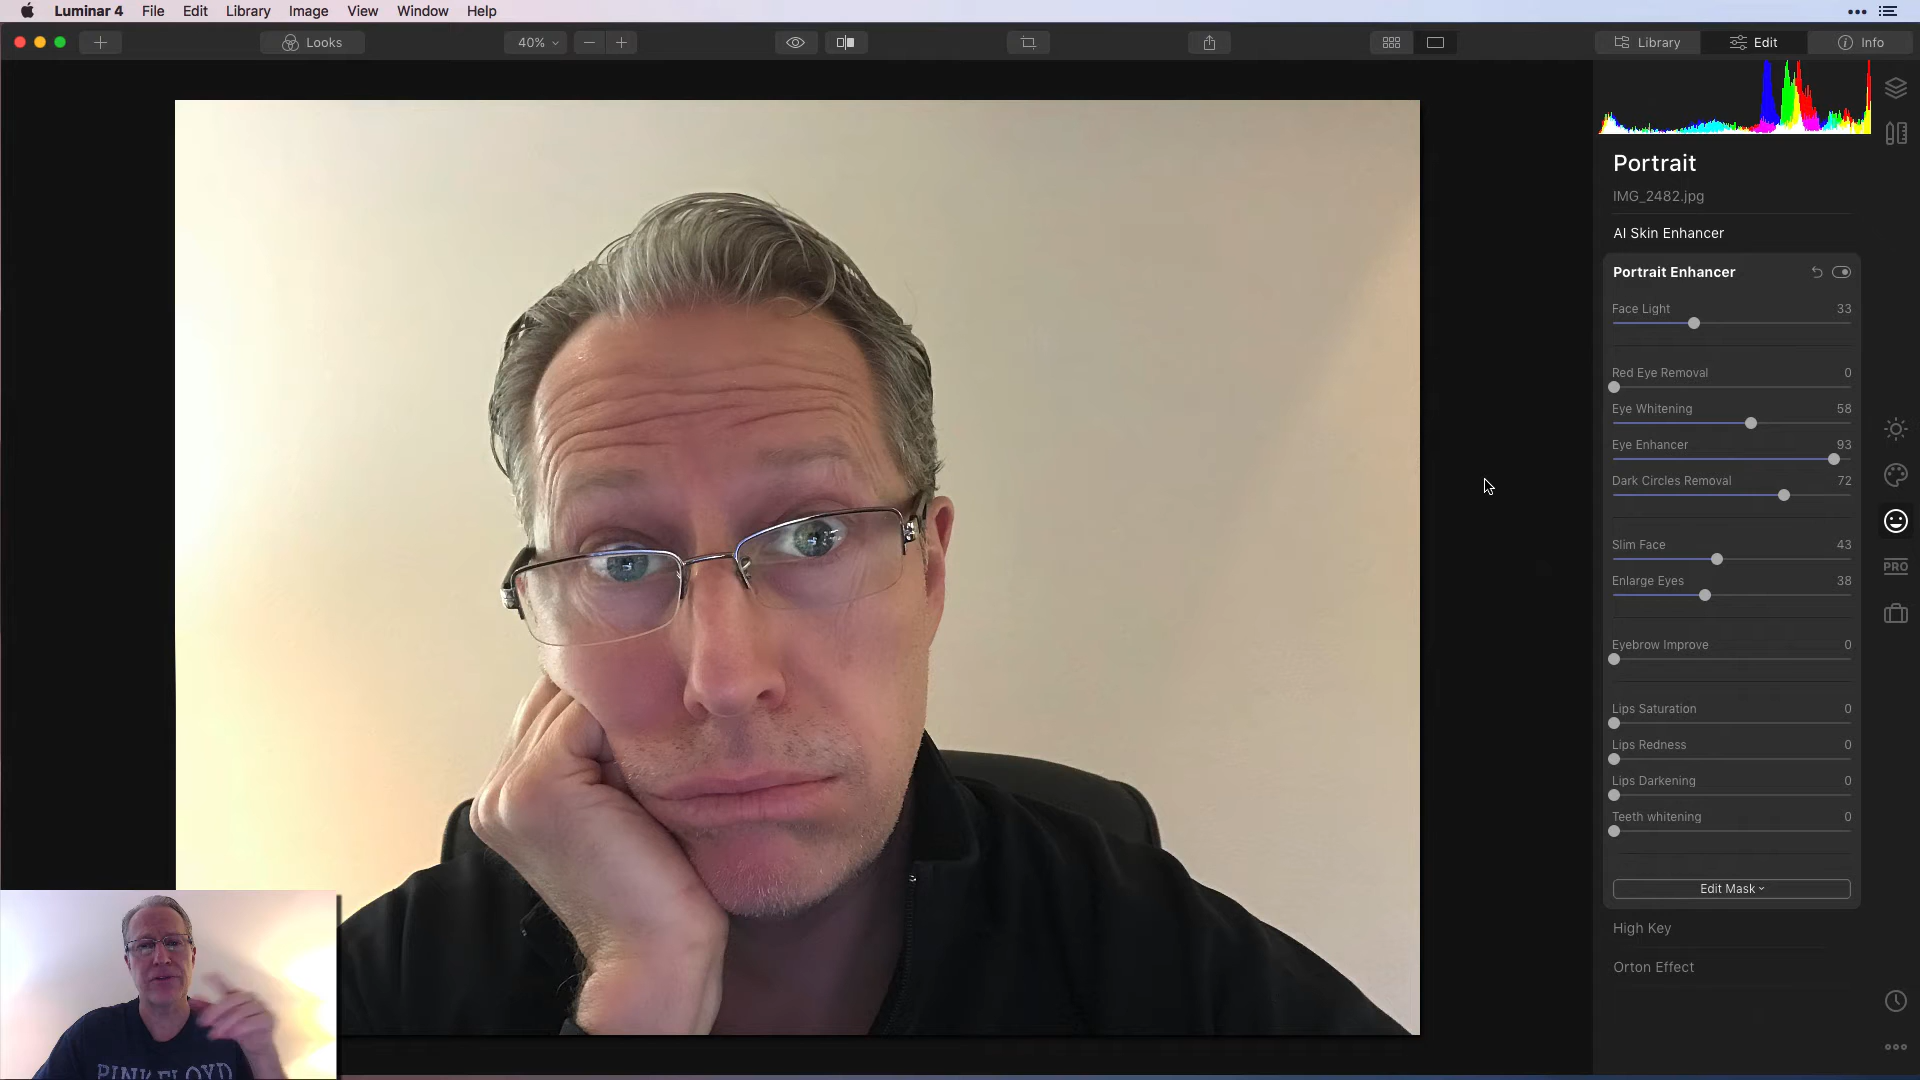 Luminar 4 File Edit Library Image View Window Help
Looks 40% Library Edit Info
Portrait
IMG_2482.jpg
AI Skin Enhancer
Portrait Enhancer
Face Light 33
Red Eye Removal 0
Eye Whitening 58
Eye Enhancer 93
Dark Circles Removal 72
Slim Face 43
Enlarge Eyes 38
Eyebrow Improve 0
Lips Saturation 0
Lips Redness 0
Lips Darkening 0
Teeth whitening 0
Edit Mask
High Key
Orton Effect
PRO
PINK FLOYD